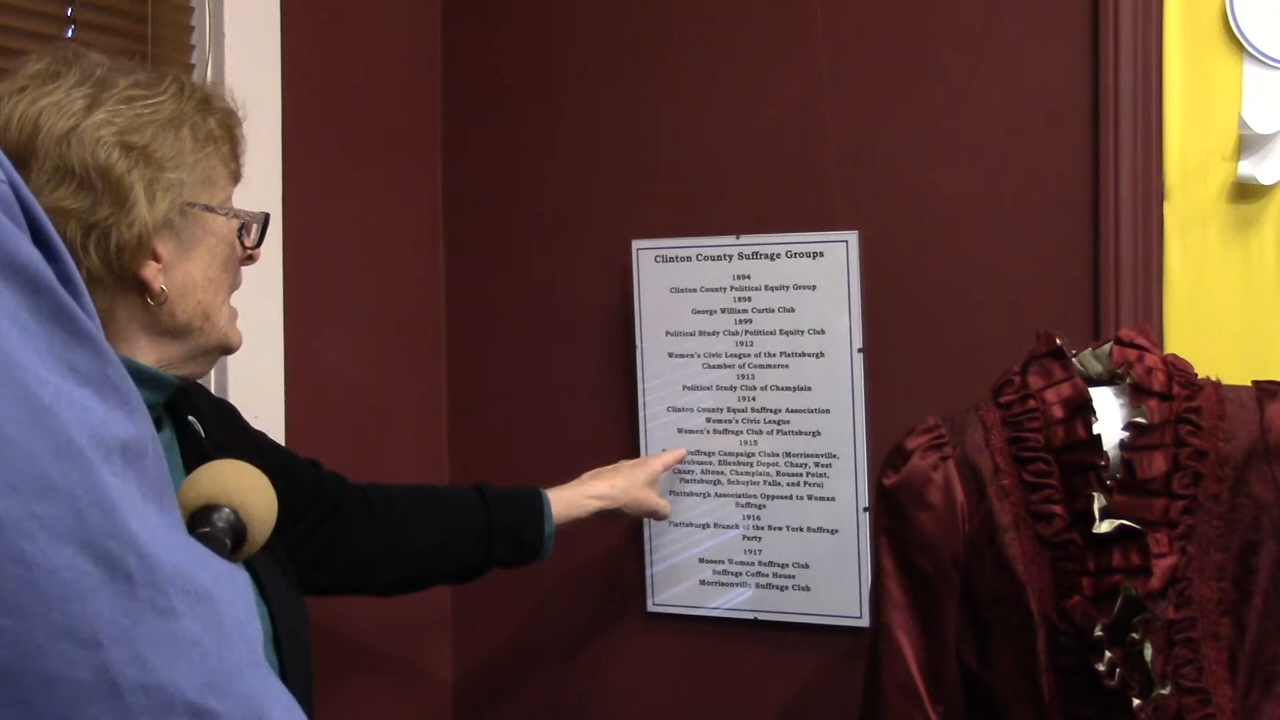 Clinton County Suffrage Groups
1894
Clinton County Political Equity Group
1898
George William Curtis Club
1899
Political Study Club/Political Equity Club
1912
Women's Civic League of the Plattsburgh
Chamber of Commerce
1913
Political Study Club of Champlain
1914
Clinton County Equal Suffrage Association
Women's Civic League
Women's Suffrage Club of Plattsburgh
1915
Suffrage Campaign Clubs (Morrisonville,
Ellenburg Depot, Chazy, West
Chazy, Altona, Champlain, Rouses Point,
Plattsburgh, Schuyler Falls, and Peru)
Plattsburgh Association Opposed to Woman
Suffrage
1916
Plattsburgh Branch of the New York Suffrage
Party
1917
Mooers Woman Suffrage Club
Suffrage Coffee House
Morrisonville Suffrage Club